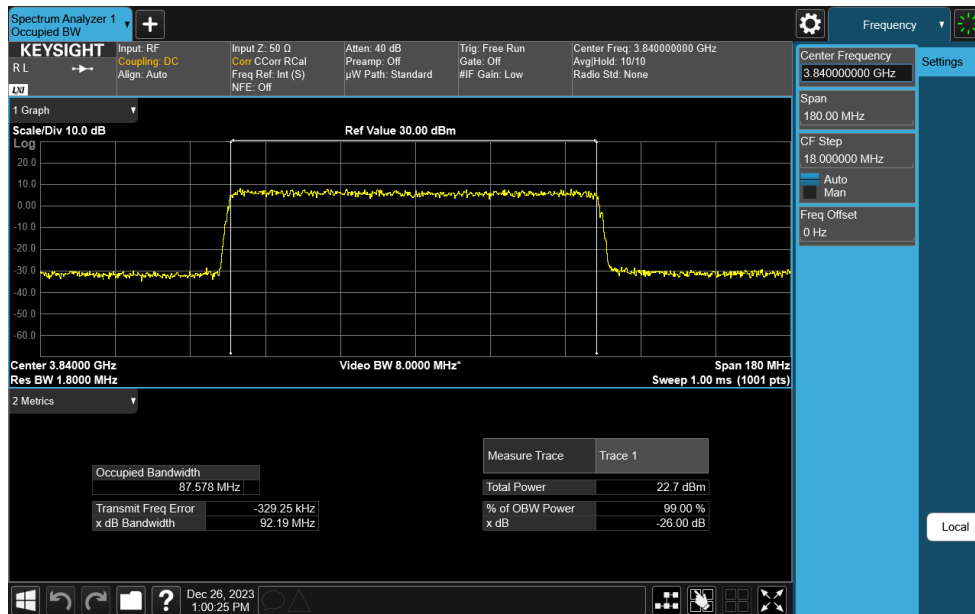 Spectrum Analyzer 1
Occupied BW
Frequency
KEYSIGHT
R L
LXI
Input: RF
Coupling: DC
Align: Auto
Input Z: 50 Ω
Corr CCorr RCal
Freq Ref: Int (S)
NFE: Off
Atten: 40 dB
Preamp: Off
µW Path: Standard
Trig: Free Run
Gate: Off
#IF Gain: Low
Center Freq: 3.840000000 GHz
Avg|Hold: 10/10
Radio Std: None
Center Frequency
3.840000000 GHz
Settings
Span
180.00 MHz
CF Step
18.000000 MHz
Auto
Man
Freq Offset
0 Hz
Local
1 Graph
Scale/Div 10.0 dB
Ref Value 30.00 dBm
Log
20.0
10.0
0.00
-10.0
-20.0
-30.0
-40.0
-50.0
-60.0
Center 3.84000 GHz
Video BW 8.0000 MHz*
Span 180 MHz
Res BW 1.8000 MHz
Sweep 1.00 ms (1001 pts)
2 Metrics
Occupied Bandwidth
87.578 MHz
Transmit Freq Error -329.25 kHz
x dB Bandwidth 92.19 MHz
Measure Trace Trace 1
Total Power 22.7 dBm
% of OBW Power 99.00 %
x dB -26.00 dB
?
Dec 26, 2023
1:00:25 PM